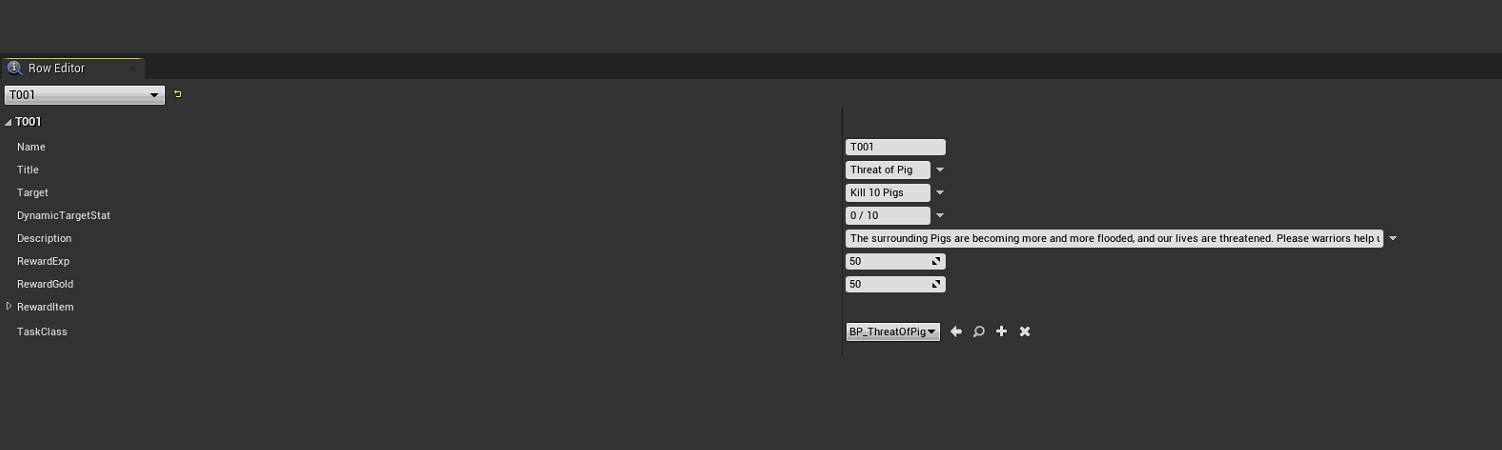 Row Editor
T001
T001
Name T001
Title Threat of Pig
Target Kill 10 Pigs
DynamicTargetStat 0 / 10
Description The surrounding Pigs are becoming more and more flooded, and our lives are threatened. Please warriors help
RewardExp 50
RewardGold 50
RewardItem
TaskClass BP_ThreatOfPig